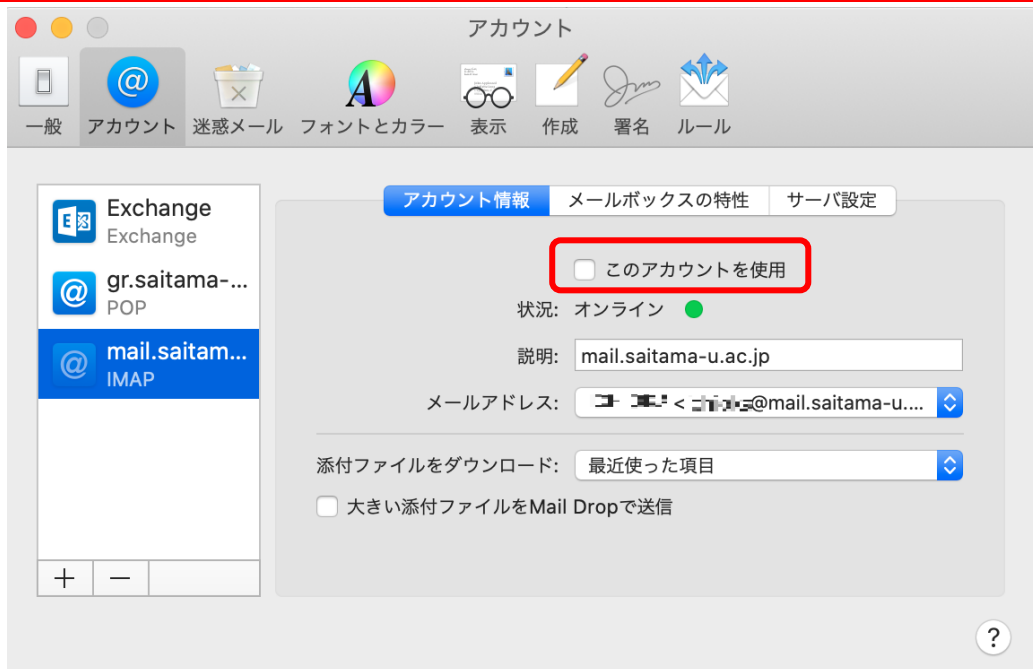 アカウント
一般 アカウント 迷惑メール フォントとカラー 表示 作成 署名 ルール
Exchange
Exchange
gr.saitama-...
POP
mail.saitam...
IMAP
アカウント情報 メールボックスの特性 サーバ設定
このアカウントを使用
状況: オンライン
説明: mail.saitama-u.ac.jp
メールアドレス: < @mail.saitama-u....
添付ファイルをダウンロード: 最近使った項目
大きい添付ファイルをMail Dropで送信
?